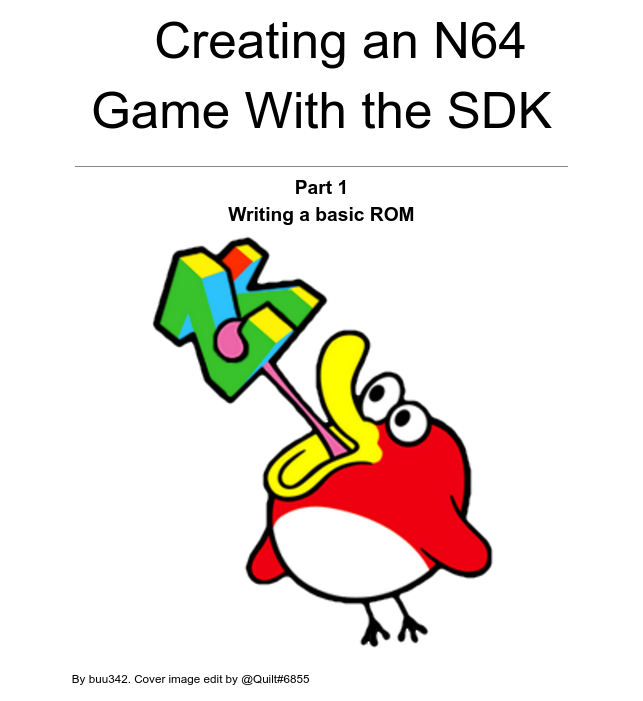 Creating an N64
Game With the SDK
Part 1
Writing a basic ROM
By buu342. Cover image edit by @Quilt#6855